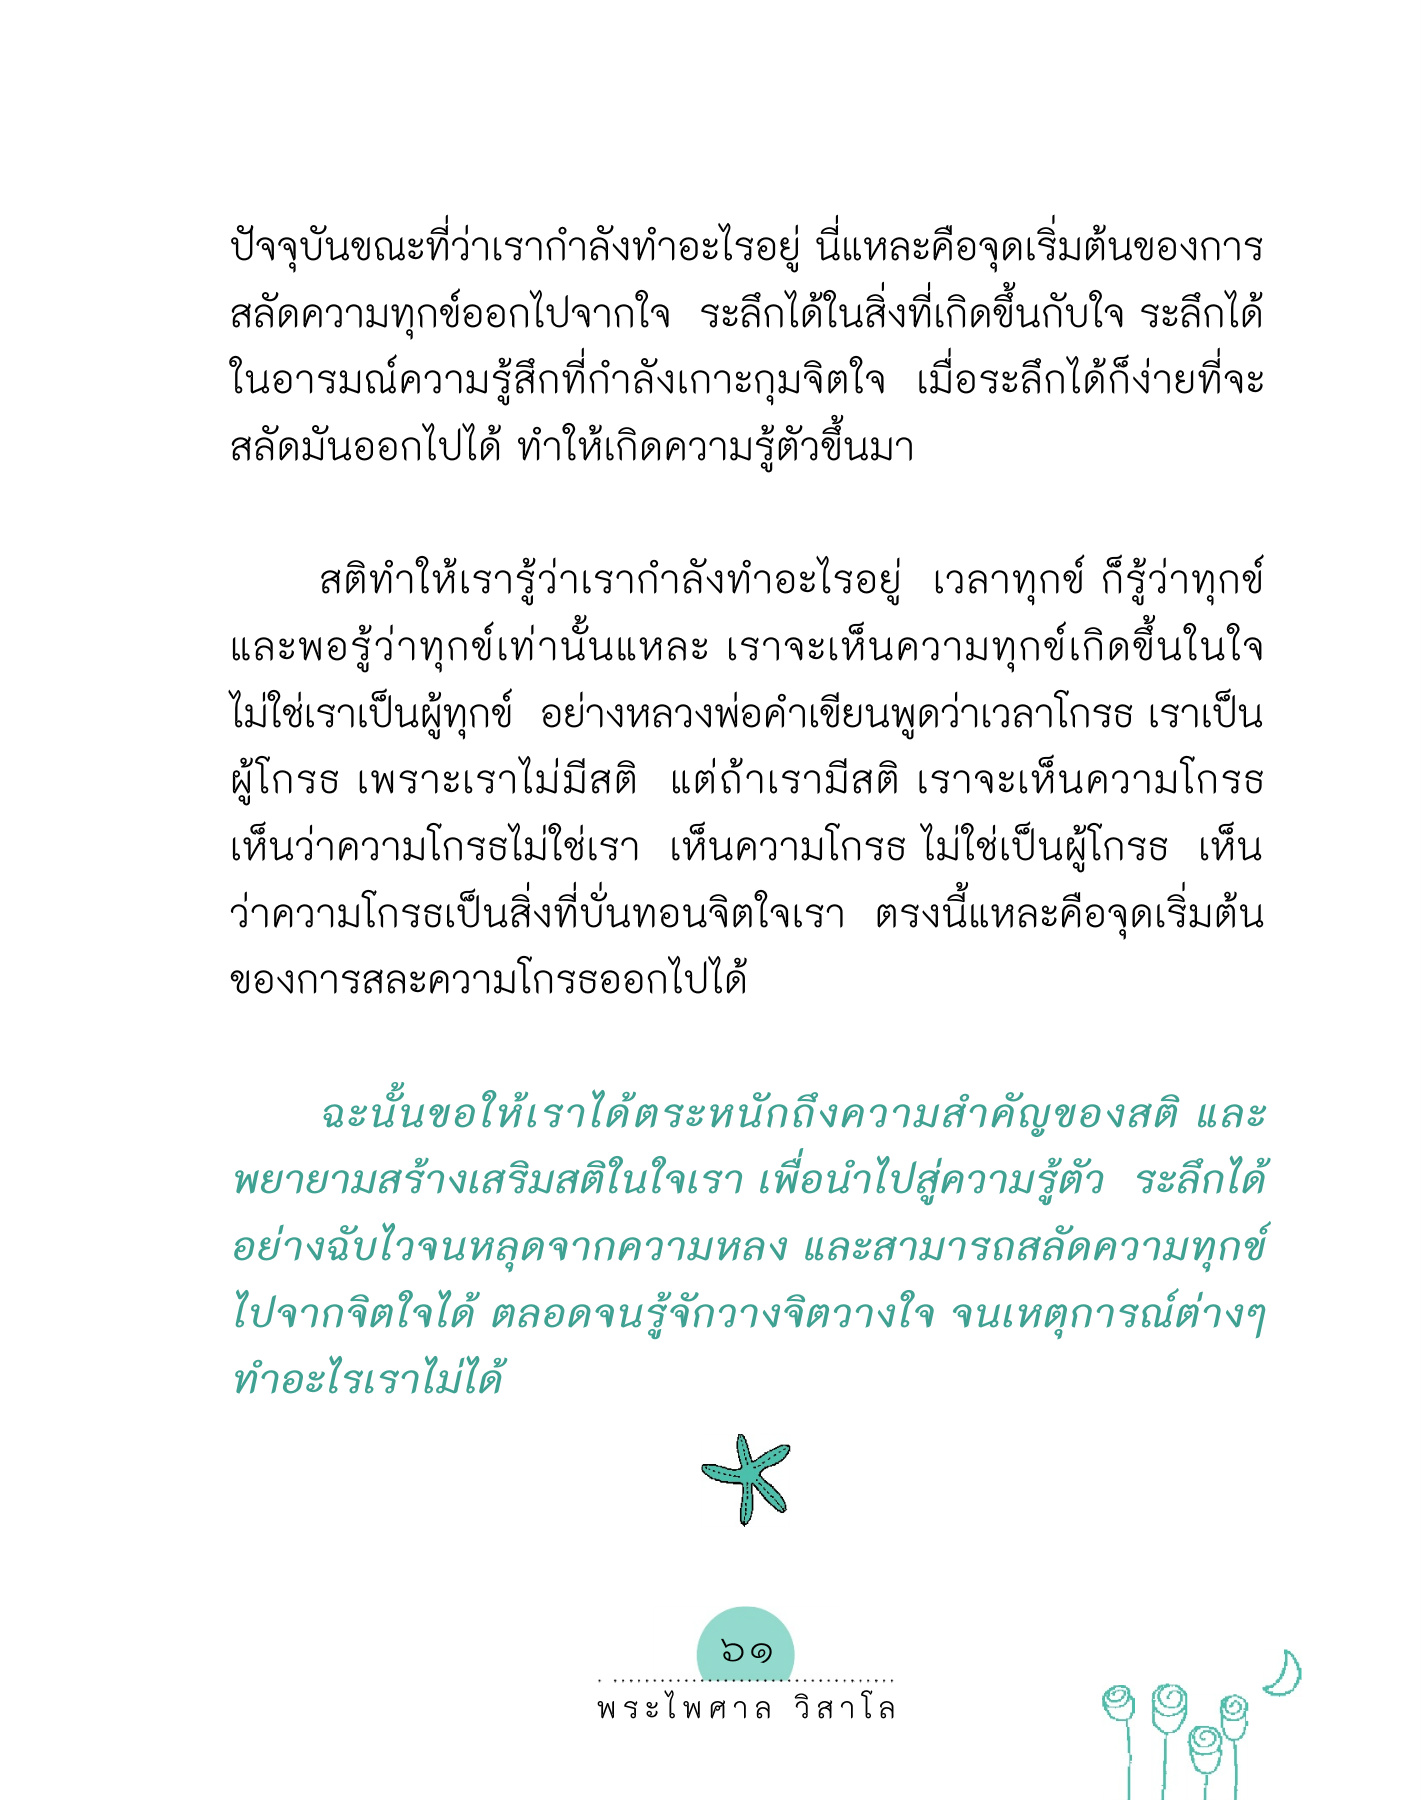 ปัจจุบันขณะที่ว่าเรากำลังทำอะไรอยู่ นี่แหละคือจุดเริ่มต้นของการ
สลัดความทุกข์ออกไปจากใจ ระลึกได้ในสิ่งที่เกิดขึ้นกับใจ ระลึกได้
ในอารมณ์ความรู้สึกที่กำลังเกาะกุมจิตใจ เมื่อระลึกได้ก็ง่ายที่จะ
สลัดมันออกไปได้ ทำให้เกิดความรู้ตัวขึ้นมา
สติทำให้เรารู้ว่าเรากำลังทำอะไรอยู่ เวลาทุกข์ ก็รู้ว่าทุกข์
และพอรู้ว่าทุกข์เท่านั้นแหละ เราจะเห็นความทุกข์เกิดขึ้นในใจ
ไม่ใช่เราเป็นผู้ทุกข์ อย่างหลวงพ่อคำเขียนพูดว่าเวลาโกรธ เราเป็น
ผู้โกรธ เพราะเราไม่มีสติ แต่ถ้าเรามีสติ เราจะเห็นความโกรธ
เห็นว่าความโกรธไม่ใช่เรา เห็นความโกรธ ไม่ใช่เป็นผู้โกรธ เห็น
ว่าความโกรธเป็นสิ่งที่บั่นทอนจิตใจเรา ตรงนี้แหละคือจุดเริ่มต้น
ของการสละความโกรธออกไปได้
ฉะนั้นขอให้เราได้ตระหนักถึงความสำคัญของสติ และ
พยายามสร้างเสริมสติในใจเรา เพื่อนำไปสู่ความรู้ตัว ระลึกได้
อย่างฉับไวจนหลุดจากความหลง และสามารถสลัดความทุกข์
ไปจากจิตใจได้ ตลอดจนรู้จักวางจิตวางใจ จนเหตุการณ์ต่างๆ
ทำอะไรเราไม่ได้
๖๑
พระไพศาล วิสาโล